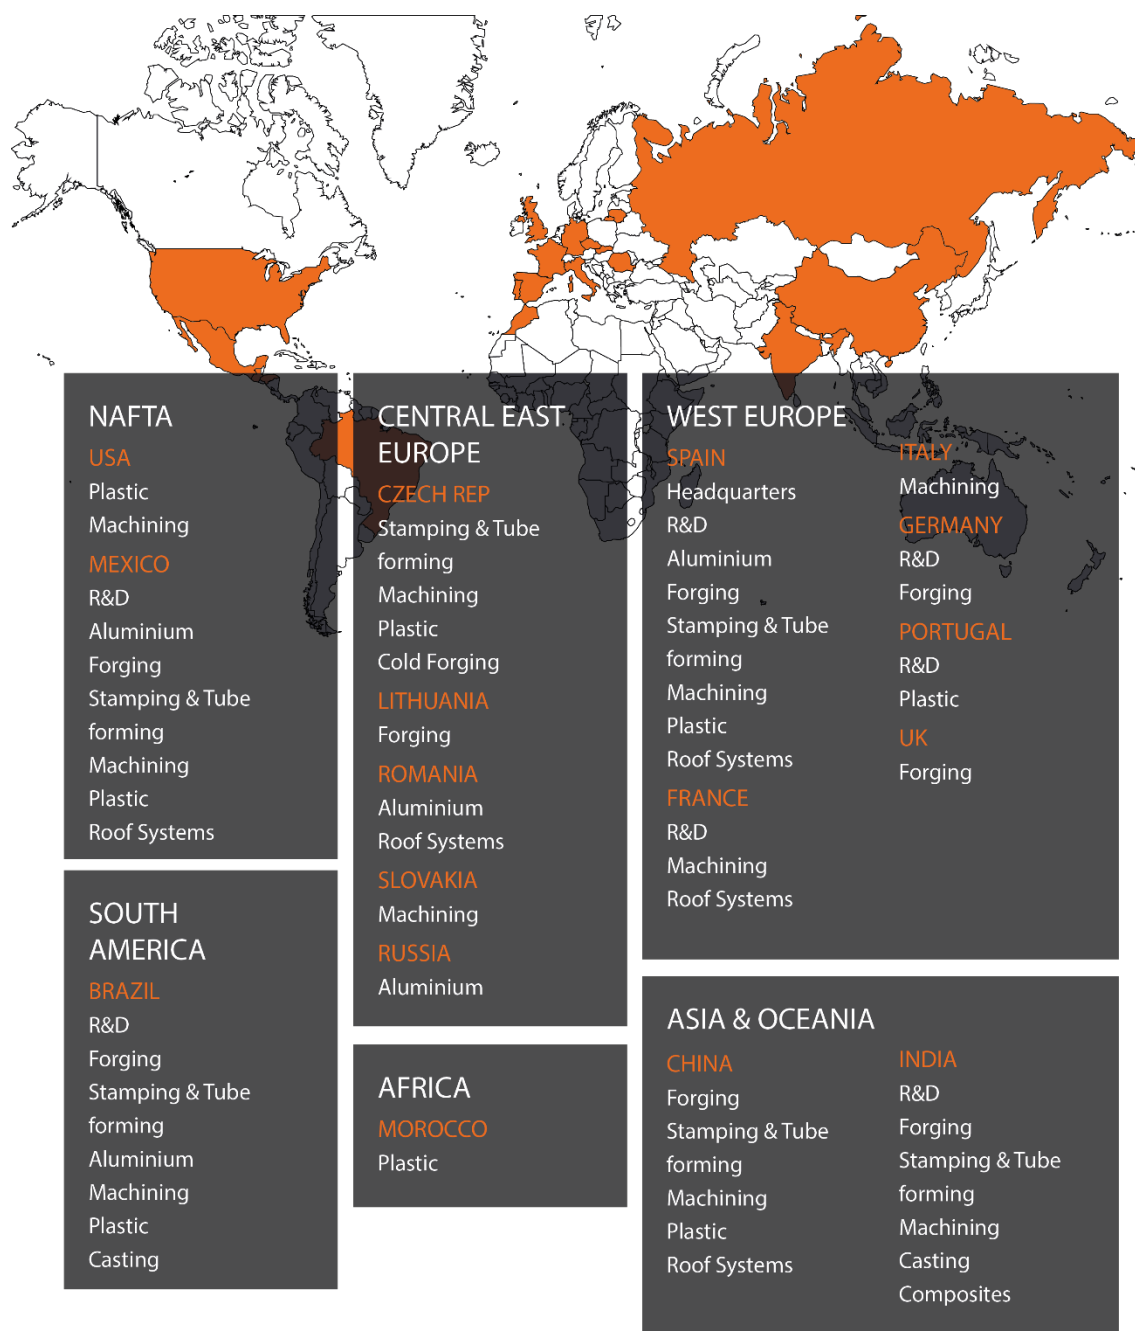 NAFTA
USA
Plastic
Machining
MEXICO
R&D
Aluminium
Forging
Stamping & Tube
forming
Machining
Plastic
Roof Systems
SOUTH
AMERICA
BRAZIL
R&D
Forging
Stamping & Tube
forming
Aluminium
Machining
Plastic
Casting
CENTRAL EAST
EUROPE
CZECH REP
Stamping & Tube
forming
Machining
Plastic
Cold Forging
LITHUANIA
Forging
ROMANIA
Aluminium
Roof Systems
SLOVAKIA
Machining
RUSSIA
Aluminium
AFRICA
MOROCCO
Plastic
WEST EUROPE
SPAIN
Headquarters
R&D
Aluminium
Forging
Stamping & Tube
forming
Machining
Plastic
Roof Systems
FRANCE
R&D
Machining
Roof Systems
ITALY
Machining
GERMANY
R&D
Forging
PORTUGAL
R&D
Plastic
UK
Forging
ASIA & OCEANIA
CHINA
Forging
Stamping & Tube
forming
Machining
Plastic
Roof Systems
INDIA
R&D
Forging
Stamping & Tube
forming
Machining
Casting
Composites